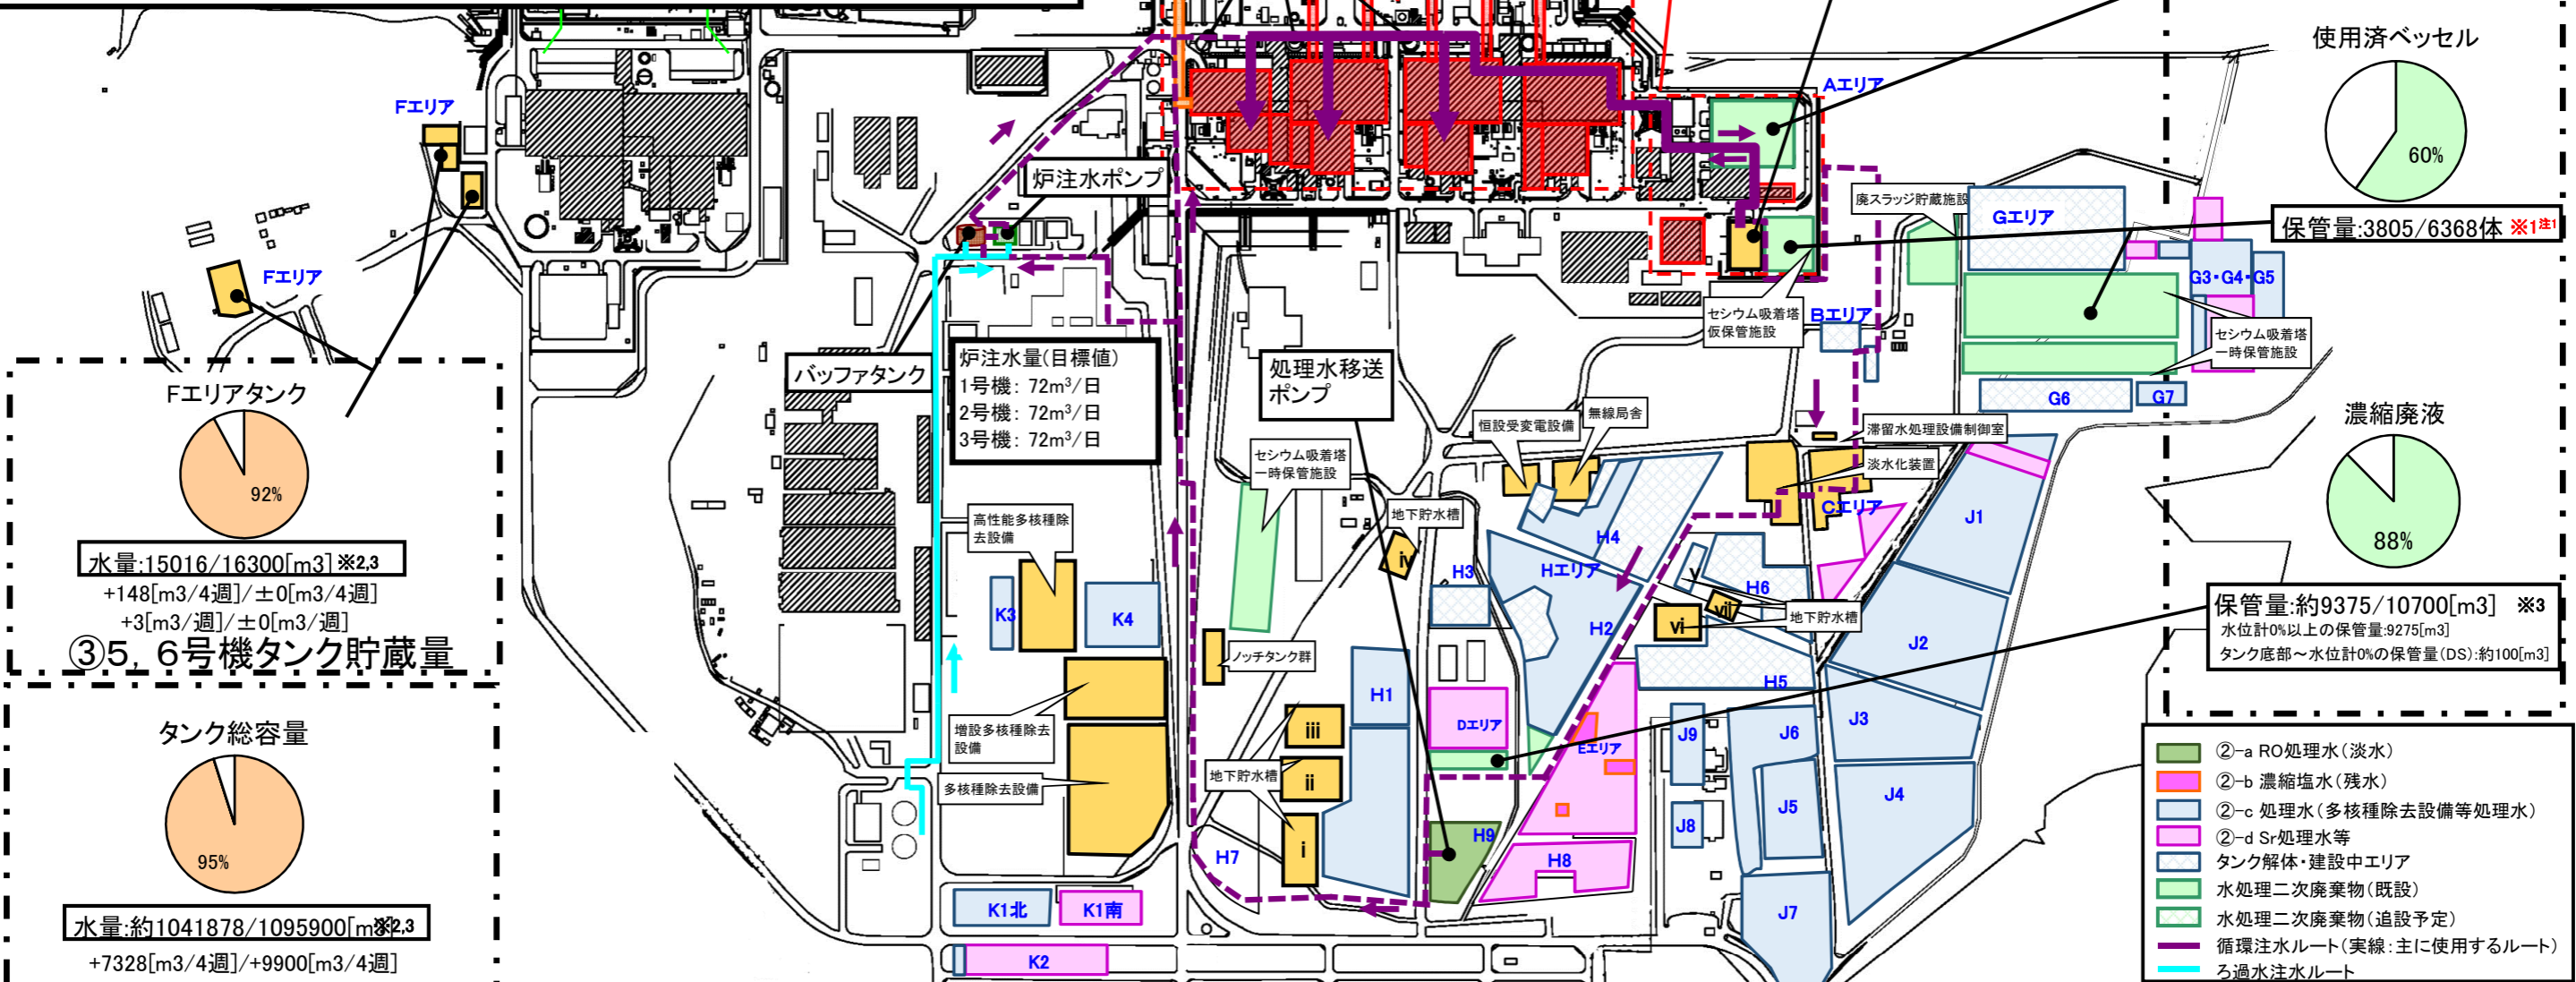 使用済ベッセル
60%
保管量:3805/6368体 ※1注1
Aエリア
Fエリア
Fエリア
炉注水ポンプ
廃スラッジ貯蔵施設
Gエリア
G3・G4・G5
セシウム吸着塔
仮保管施設
Bエリア
セシウム吸着塔
一時保管施設
G6
G7
バッファタンク
炉注水量(目標値)
1号機: 72m³/日
2号機: 72m³/日
3号機: 72m³/日
処理水移送
ポンプ
Fエリアタンク
92%
水量:15016/16300[m3] ※2,3
+148[m3/4週]/±0[m3/4週]
+3[m3/週]/±0[m3/週]
③5, 6号機タンク貯蔵量
恒設受変電設備
無線局舎
滞留水処理設備制御室
淡水化装置
Cエリア
濃縮廃液
88%
保管量:約9375/10700[m3] ※3
水位計0%以上の保管量:9275[m3]
タンク底部～水位計0%の保管量(DS):約100[m3]
セシウム吸着塔
一時保管施設
地下貯水槽
iv
高性能多核種除
去設備
K3
K4
H3
H4
Hエリア
H2
v
H6
vii
vi
地下貯水槽
H5
J1
J2
J3
J4
J5
J6
J7
J8
J9
ノッチタンク群
増設多核種除去
設備
多核種除去設備
地下貯水槽
iii
ii
i
H1
Dエリア
Eエリア
H9
H8
H7
K1北
K1南
K2
タンク総容量
95%
水量:約1041878/1095900[m3]※2,3
+7328[m3/4週]/+9900[m3/4週]
②-a RO処理水(淡水)
②-b 濃縮塩水(残水)
②-c 処理水(多核種除去設備等処理水)
②-d Sr処理水等
タンク解体・建設中エリア
水処理二次廃棄物(既設)
水処理二次廃棄物(追設予定)
循環注水ルート(実線:主に使用するルート)
ろ過水注水ルート